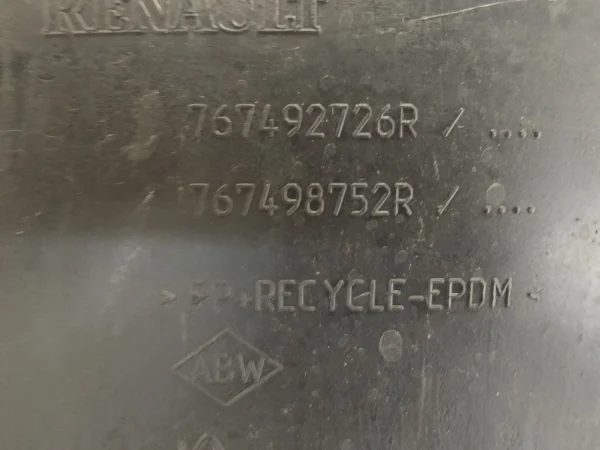 RENAULT
767492726R / ....
767498752R / ....
> PP+RECYCLE-EPDM <
ABW